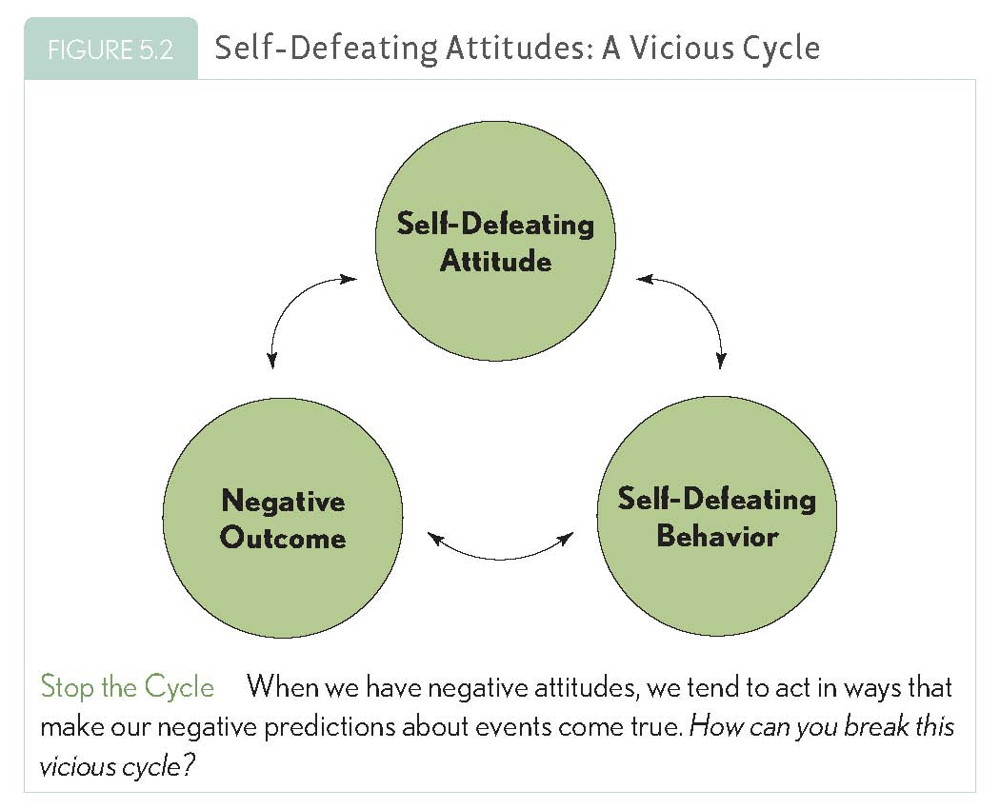 FIGURE 5.2 Self-Defeating Attitudes: A Vicious Cycle
Self-Defeating
Attitude
Negative
Outcome
Self-Defeating
Behavior
Stop the Cycle When we have negative attitudes, we tend to act in ways that
make our negative predictions about events come true. How can you break this
vicious cycle?